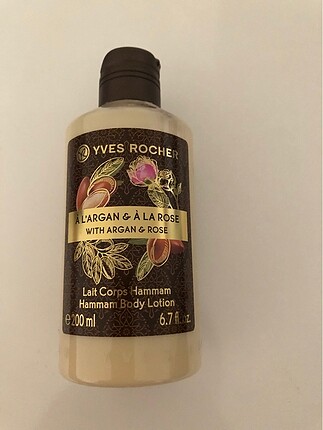 YVES ROCHER
À L'ARGAN & À LA ROSE
WITH ARGAN & ROSE
Lait Corps Hammam
Hammam Body Lotion
℮ 200 ml 6.7 fl. oz.